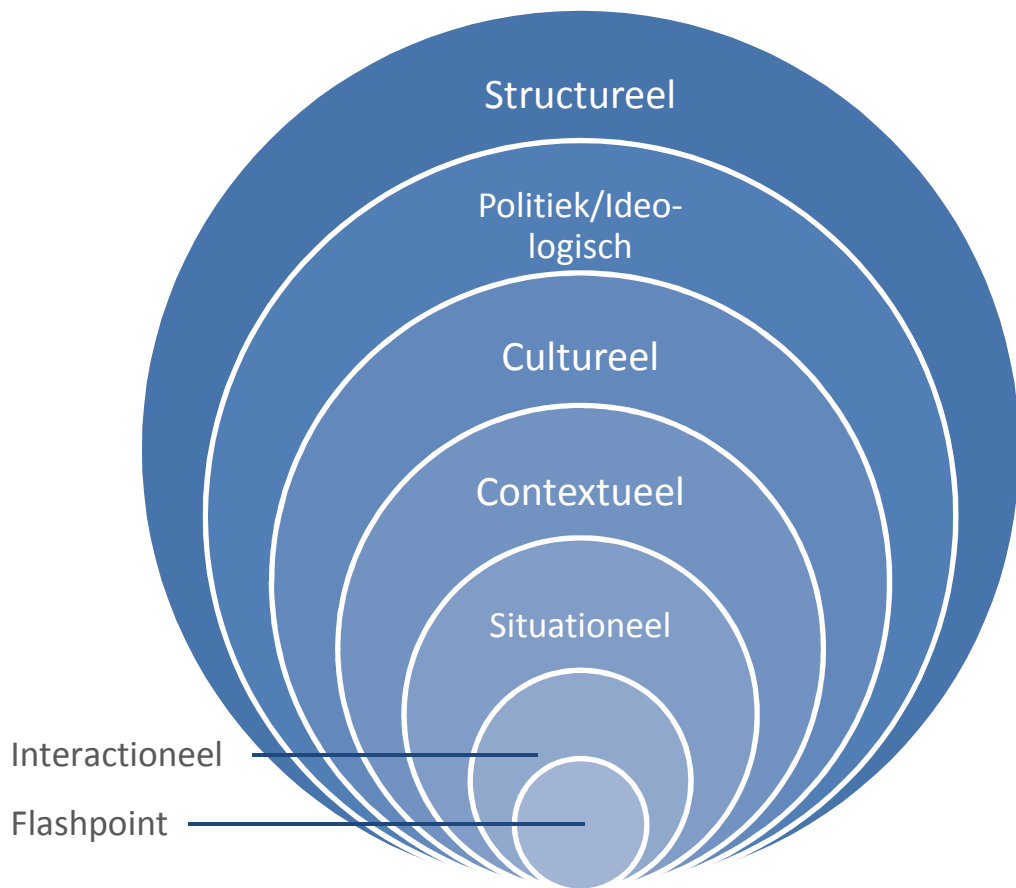 Structureel
Politiek/Ideo-
logisch
Cultureel
Contextueel
Situationeel
Interactioneel
Flashpoint